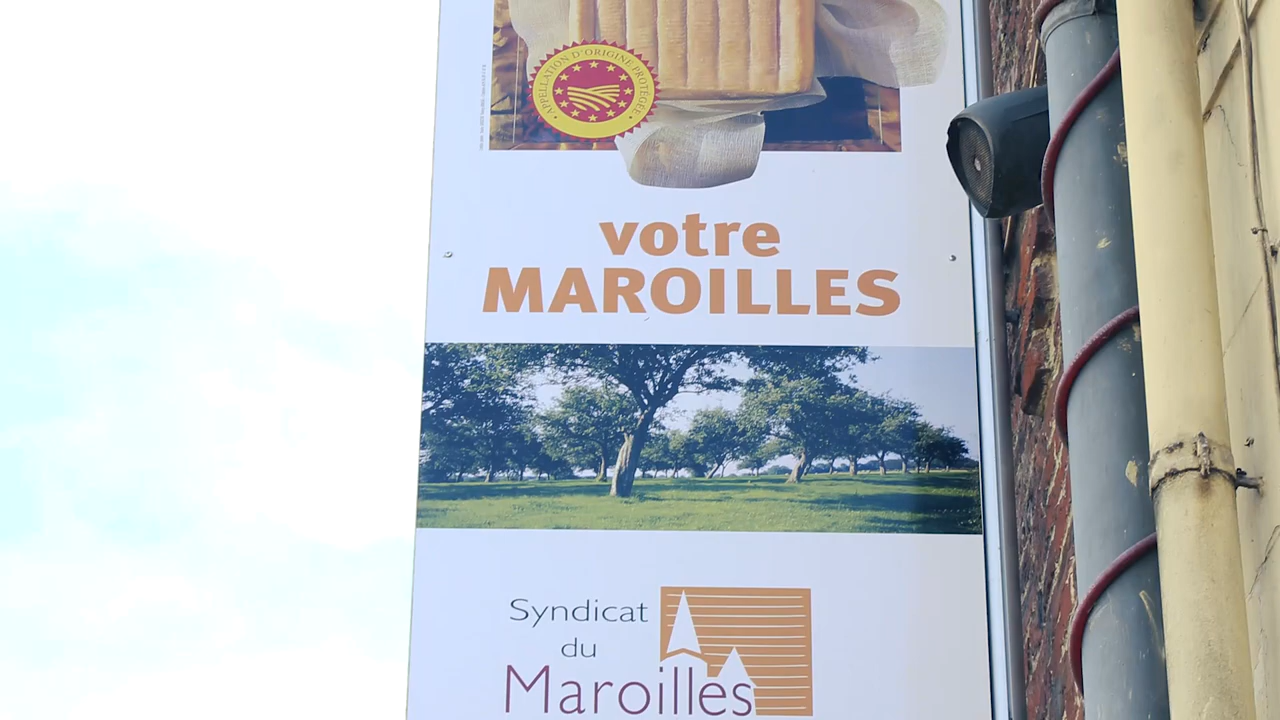 APPELLATION D'ORIGINE PROTÉGÉE
votre
MAROILLES
Syndicat
du
Maroilles